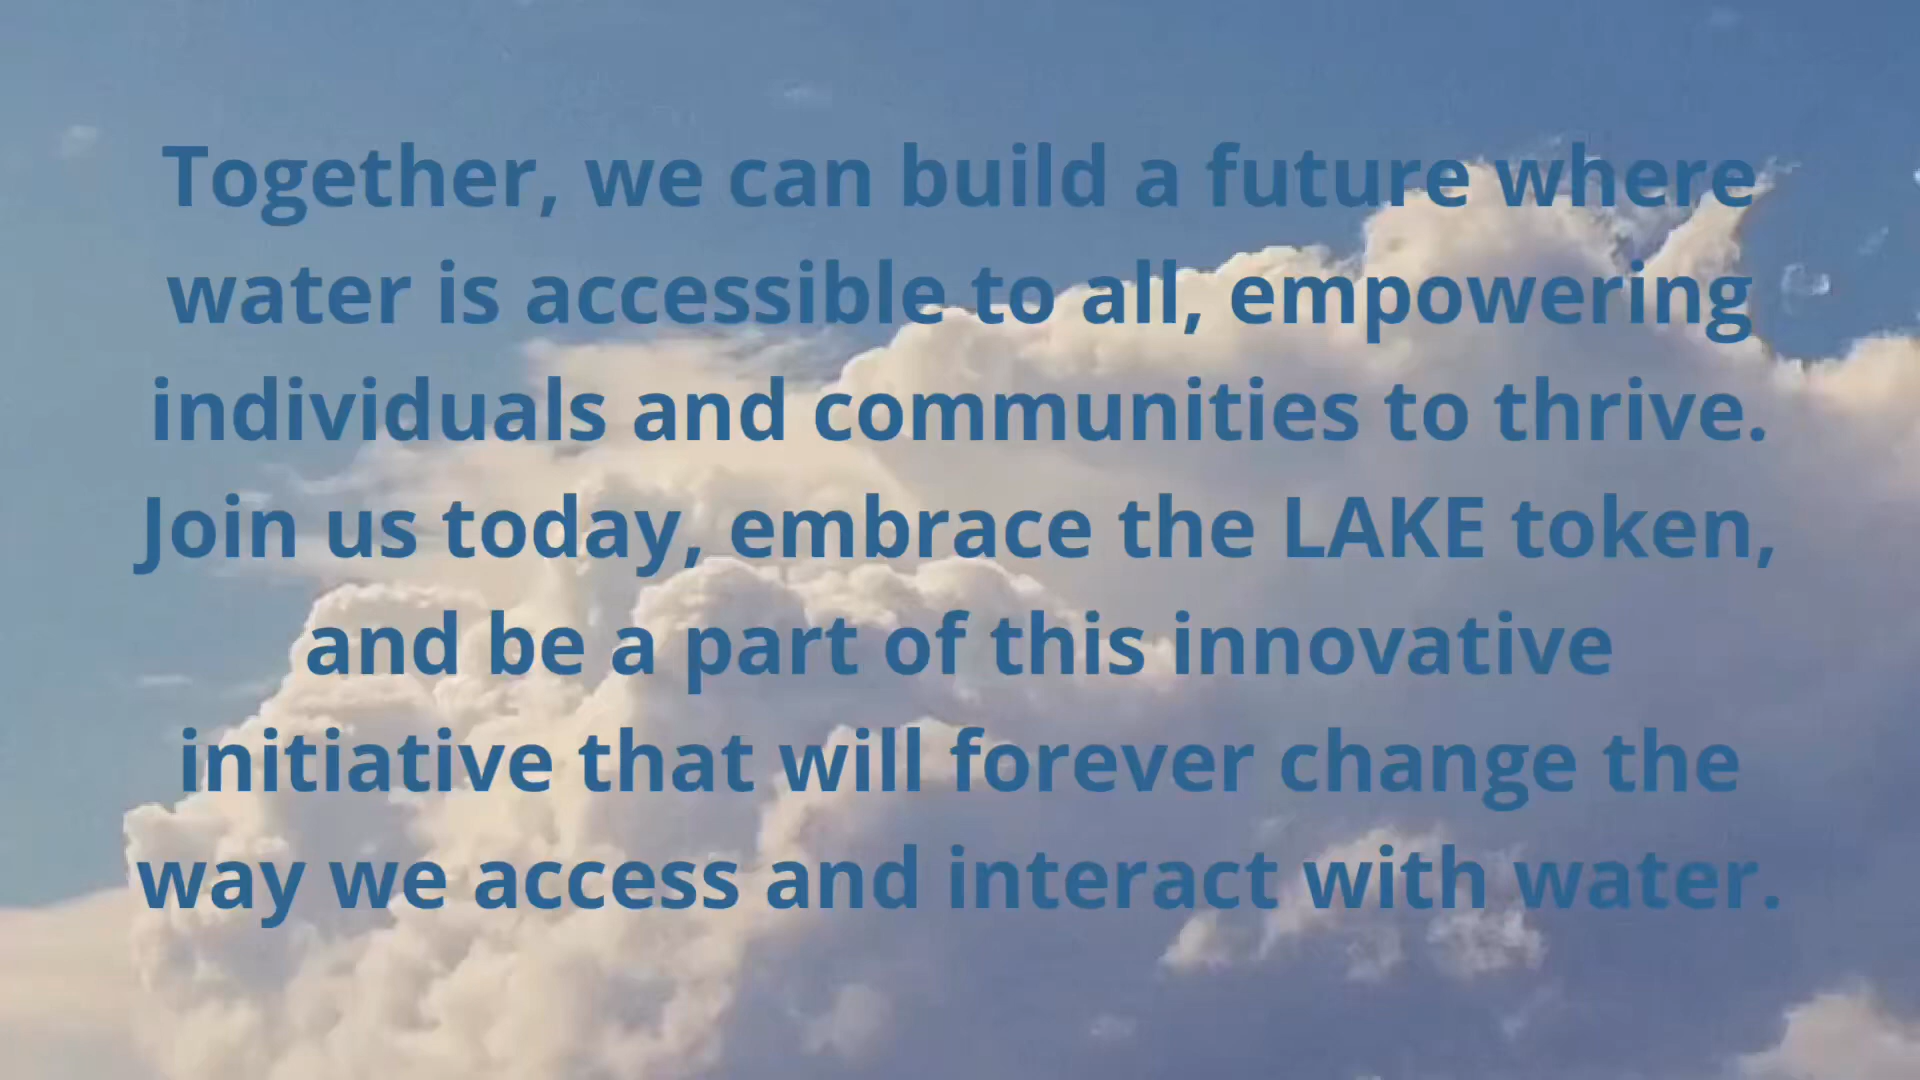 Together, we can build a future where
water is accessible to all, empowering
individuals and communities to thrive.
Join us today, embrace the LAKE token,
and be a part of this innovative
initiative that will forever change the
way we access and interact with water.